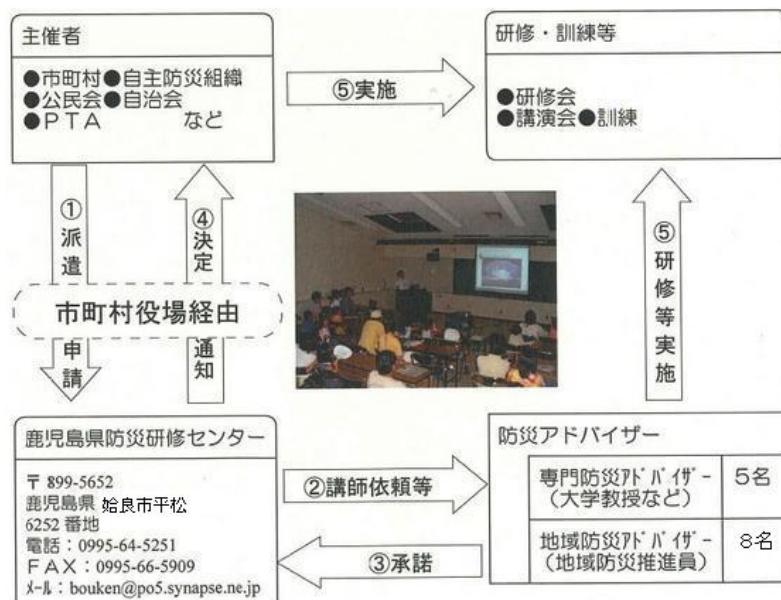 主催者
●市町村●自主防災組織
●公民会●自治会
●PTA　　など
⑤実施
研修・訓練等
●研修会
●講演会●訓練
①派遣
申請
④決定
通知
市町村役場経由
⑤研修等実施
鹿児島県防災研修センター
〒 899-5652
鹿児島県 姶良市平松
6252 番地
電話：0995-64-5251
FAX：0995-66-5909
ﾒｰﾙ：bouken@po5.synapse.ne.jp
②講師依頼等
③承諾
防災アドバイザー
専門防災ｱﾄﾞﾊﾞｲｻﾞｰ　5名
（大学教授など）
地域防災ｱﾄﾞﾊﾞｲｻﾞｰ　8名
（地域防災推進員）